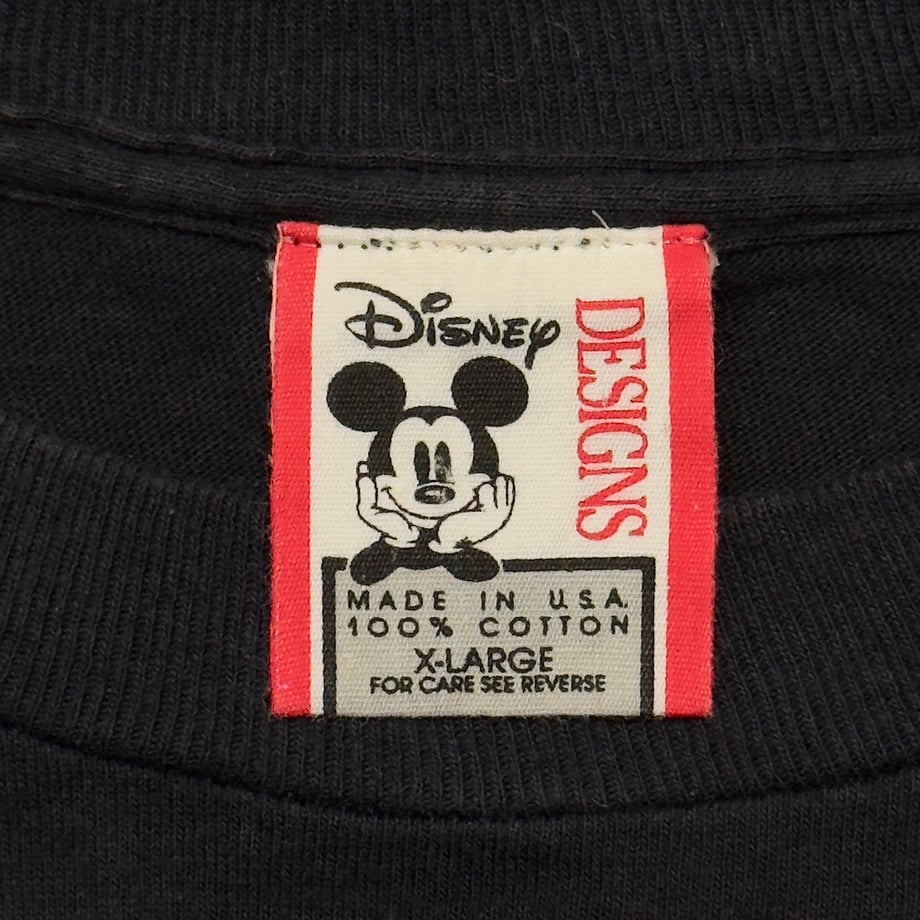 Disney
DESIGNS
MADE IN U.S.A.
100% COTTON
X-LARGE
FOR CARE SEE REVERSE